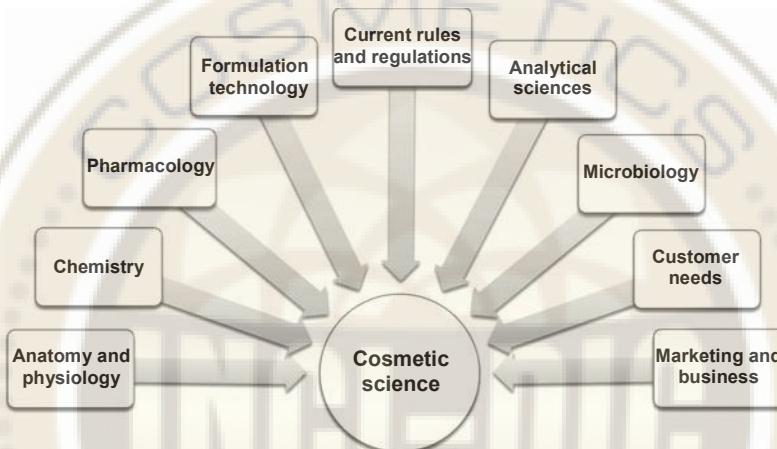 COSMETICS
Current rules
and regulations
Formulation
technology
Analytical
sciences
Pharmacology
Microbiology
Chemistry
Customer
needs
Anatomy and
physiology
Cosmetic
science
Marketing and
business